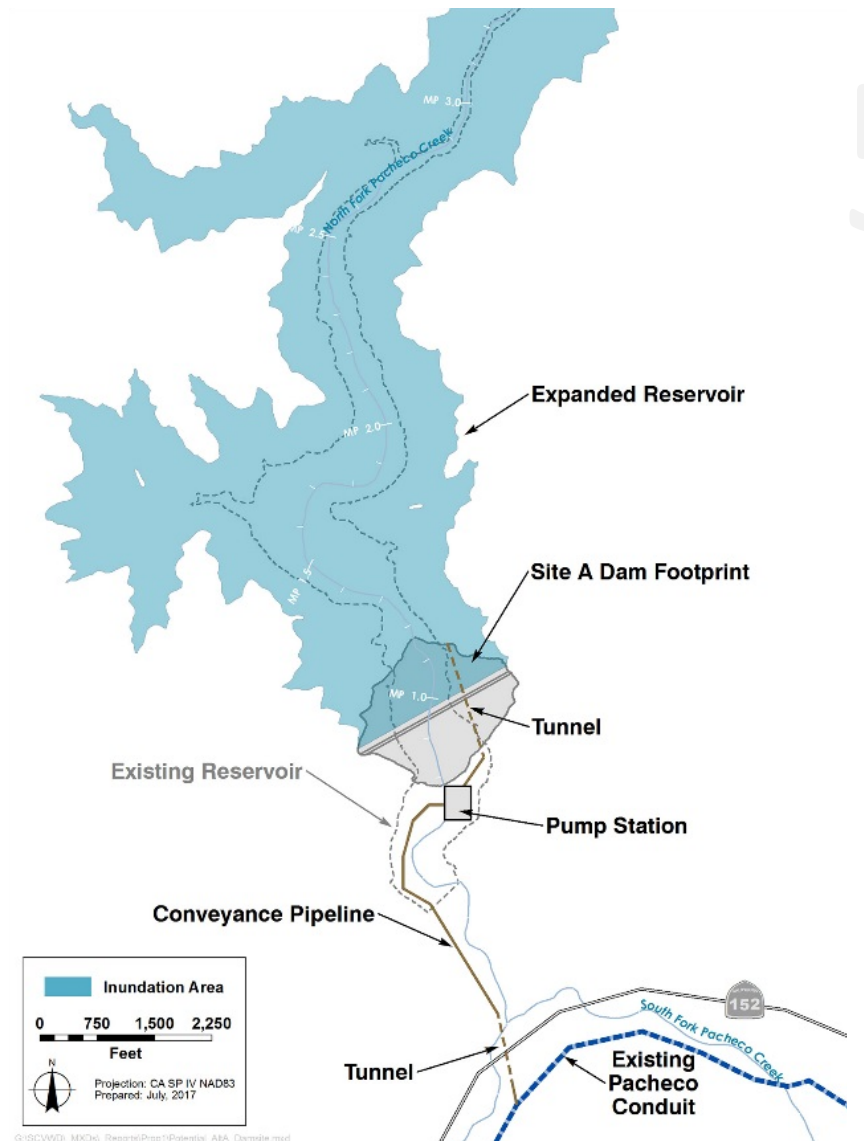 MP 3.0
North Fork Pacheco Creek
MP 2.5
Expanded Reservoir
MP 2.0
Site A Dam Footprint
MP 1.5
MP 1.0
Tunnel
Existing Reservoir
Pump Station
Conveyance Pipeline
Inundation Area
0 750 1,500 2,250
Feet
N
Projection: CA SP IV NAD83
Prepared: July, 2017
152
South Fork Pacheco Creek
Tunnel
Existing
Pacheco
Conduit